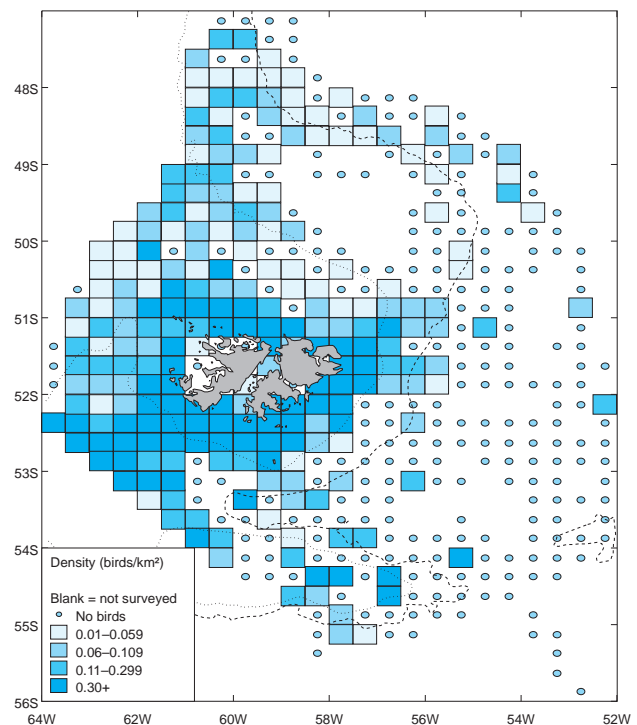 48S
49S
50S
51S
52S
53S
54S
55S
56S
Density (birds/km²)
Blank = not surveyed
No birds
0.01–0.059
0.06–0.109
0.11–0.299
0.30+
64W 62W 60W 58W 56W 54W 52W